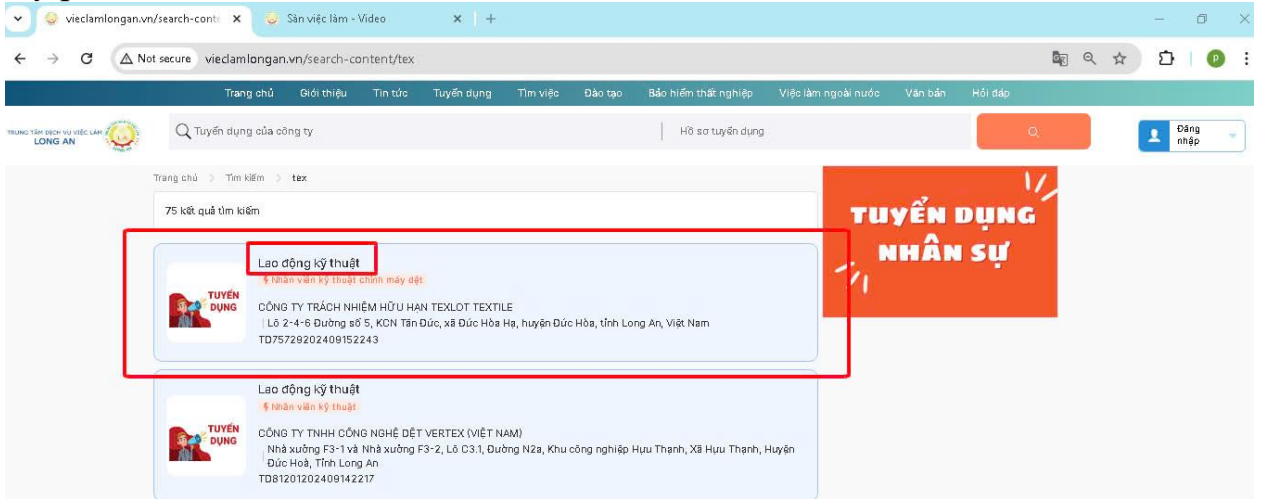 vieclamlongan.vn/search-conte
Sàn việc làm - Video
Not secure
vieclamlongan.vn/search-content/tex
P
Trang chủ Giới thiệu Tin tức Tuyển dụng Tìm việc Đào tạo Bảo hiểm thất nghiệp Việc làm ngoài nước Văn bản Hỏi đáp
TRUNG TÂM DỊCH VỤ VIỆC LÀM
LONG AN
Tuyển dụng của công ty
Hồ sơ tuyển dụng
Đăng
nhập
Trang chủ > Tìm kiếm > tex
75 kết quả tìm kiếm
TUYỂN DỤNG
NHÂN SỰ
Lao động kỹ thuật
Nhân viên kỹ thuật chỉnh máy dệt
TUYỂN
DỤNG
CÔNG TY TRÁCH NHIỆM HỮU HẠN TEXLOT TEXTILE
Lô 2-4-6 Đường số 5, KCN Tân Đức, xã Đức Hòa Hạ, huyện Đức Hòa, tỉnh Long An, Việt Nam
TD75729202409152243
Lao động kỹ thuật
Nhân viên kỹ thuật
TUYỂN
DỤNG
CÔNG TY TNHH CÔNG NGHỆ DỆT VERTEX (VIỆT NAM)
Nhà xưởng F3-1 và Nhà xưởng F3-2, Lô C3.1, Đường N2a, Khu công nghiệp Hựu Thạnh, Xã Hựu Thạnh, Huyện
Đức Hoà, Tỉnh Long An
TD81201202409142217